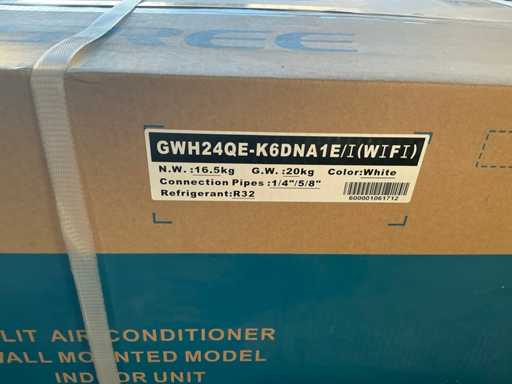 GREE
GWH24QE-K6DNA1E/I(WIFI)
N.W.:16.5kg G.W.:20kg Color:White
Connection Pipes:1/4"/5/8"
Refrigerant:R32
600001061712
LIT AIR CONDITIONER
ALL MOUNTED MODEL
INDOOR UNIT